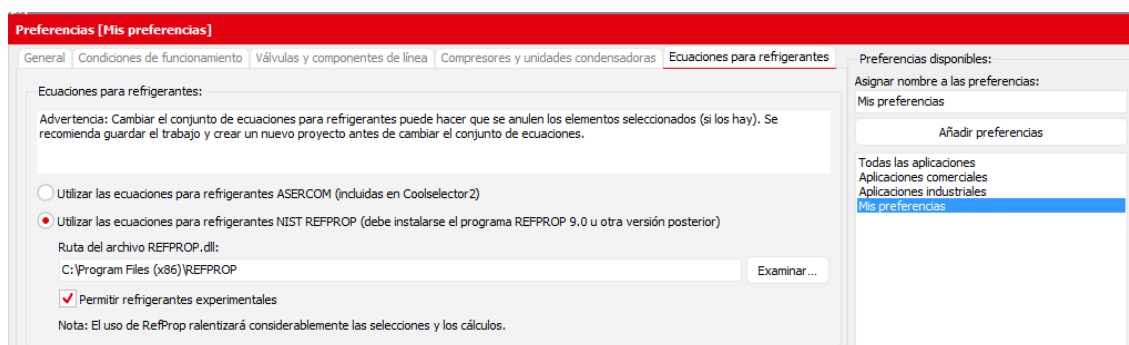 Preferencias [Mis preferencias]
General
Condiciones de funcionamiento
Válvulas y componentes de línea
Compresores y unidades condensadoras
Ecuaciones para refrigerantes
Ecuaciones para refrigerantes:
Advertencia: Cambiar el conjunto de ecuaciones para refrigerantes puede hacer que se anulen los elementos seleccionados (si los hay). Se
recomienda guardar el trabajo y crear un nuevo proyecto antes de cambiar el conjunto de ecuaciones.
Utilizar las ecuaciones para refrigerantes ASERCOM (incluidas en Coolselector2)
Utilizar las ecuaciones para refrigerantes NIST REFPROP (debe instalarse el programa REFPROP 9.0 u otra versión posterior)
Ruta del archivo REFPROP.dll:
C:\Program Files (x86)\REFPROP
Examinar...
Permitir refrigerantes experimentales
Nota: El uso de RefProp ralentizará considerablemente las selecciones y los cálculos.
Preferencias disponibles:
Asignar nombre a las preferencias:
Mis preferencias
Añadir preferencias
Todas las aplicaciones
Aplicaciones comerciales
Aplicaciones industriales
Mis preferencias